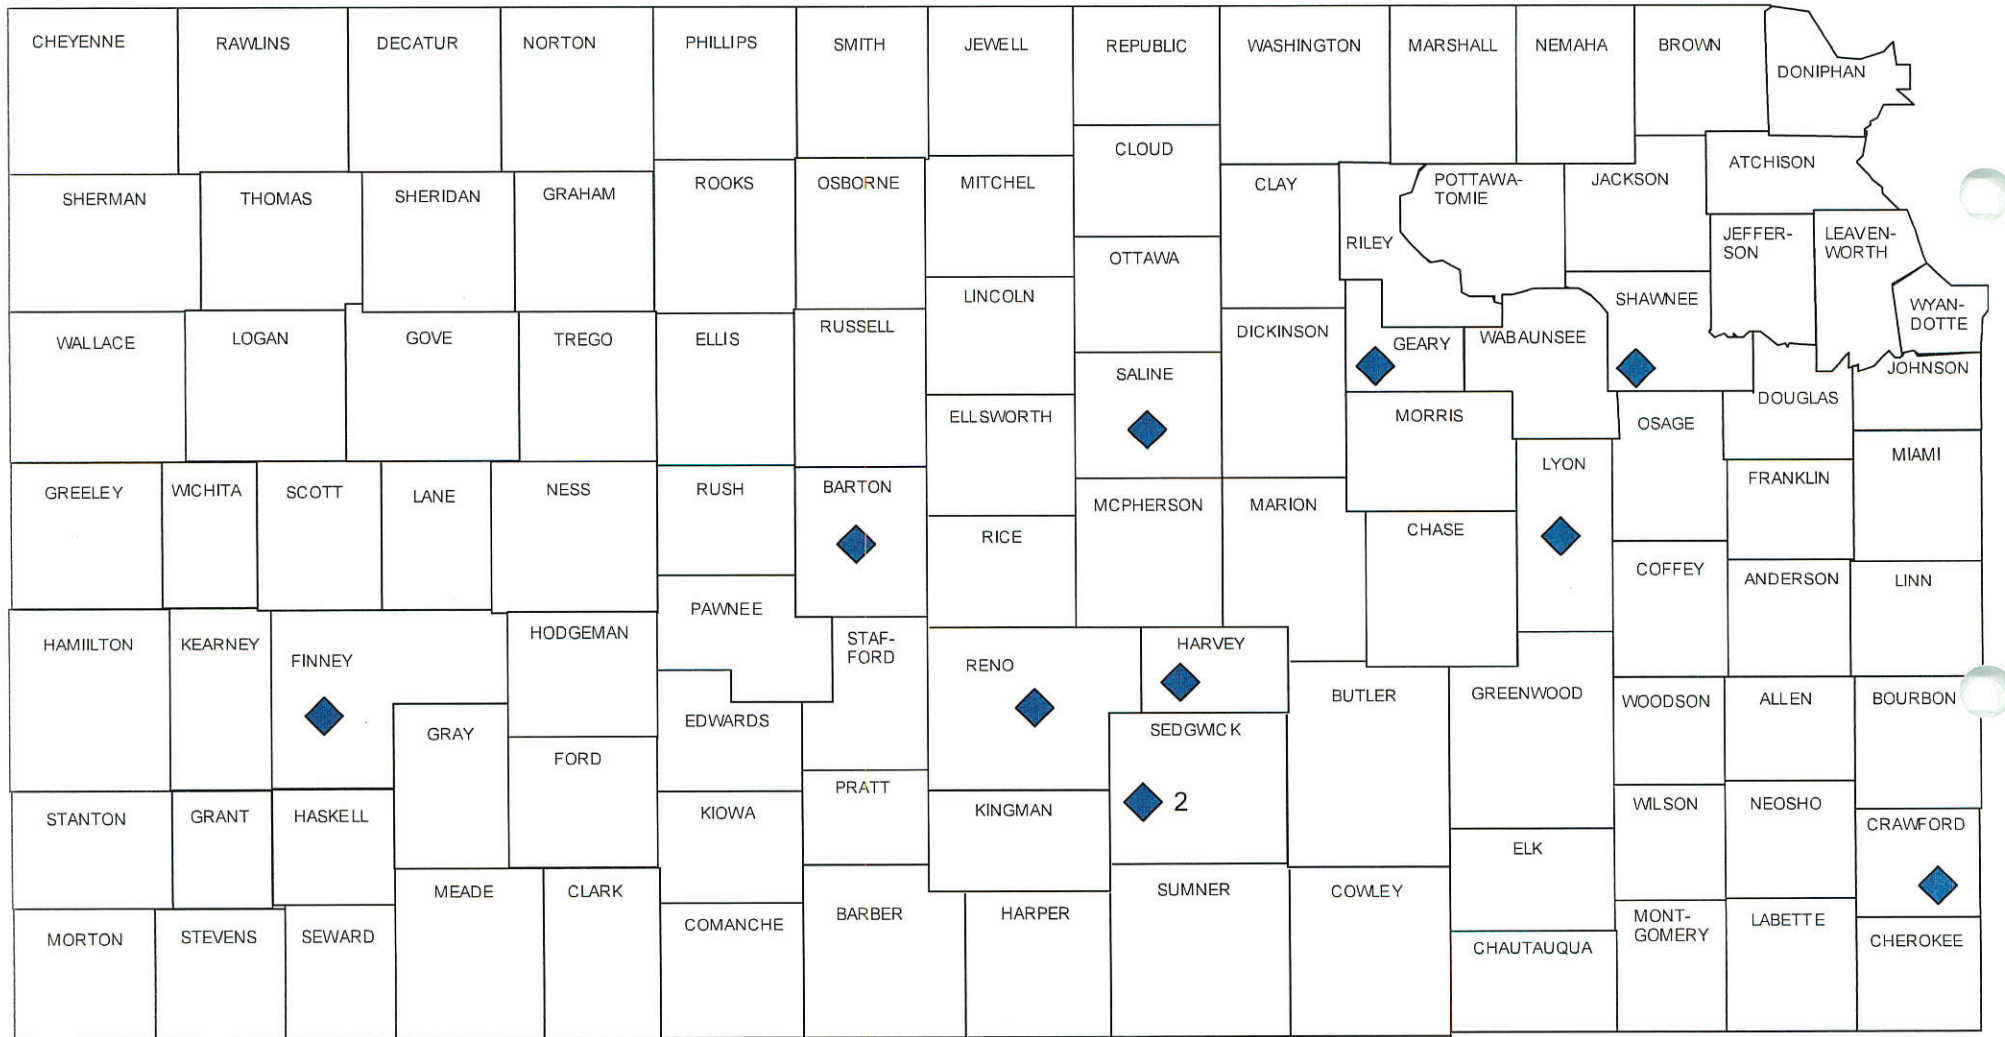 CHEYENNE
RAWLINS
DECATUR
NORTON
PHILLIPS
SMITH
JEWELL
REPUBLIC
WASHINGTON
MARSHALL
NEMAHA
BROWN
DONIPHAN
SHERMAN
THOMAS
SHERIDAN
GRAHAM
ROOKS
OSBORNE
MITCHEL
CLOUD
CLAY
RILEY
POTTAWA-
TOMIE
JACKSON
ATCHISON
JEFFER-
SON
LEAVEN-
WORTH
WYAN-
DOTTE
OTTAWA
LINCOLN
WALLACE
LOGAN
GOVE
TREGO
ELLIS
RUSSELL
SALINE
DICKINSON
GEARY
WABAUNSEE
SHAWNEE
DOUGLAS
JOHNSON
ELLSWORTH
MORRIS
OSAGE
LYON
FRANKLIN
MIAMI
GREELEY
WICHITA
SCOTT
LANE
NESS
RUSH
BARTON
RICE
MCPHERSON
MARION
CHASE
COFFEY
ANDERSON
LINN
HAMIILTON
KEARNEY
FINNEY
HODGEMAN
PAWNEE
STAF-
FORD
RENO
HARVEY
BUTLER
GREENWOOD
WOODSON
ALLEN
BOURBON
GRAY
FORD
EDWARDS
SEDGWICK
2
STANTON
GRANT
HASKELL
KIOWA
PRATT
KINGMAN
ELK
WILSON
NEOSHO
CRAWFORD
MORTON
STEVENS
SEWARD
MEADE
CLARK
COMANCHE
BARBER
HARPER
SUMNER
COWLEY
CHAUTAUQUA
MONT-
GOMERY
LABETTE
CHEROKEE